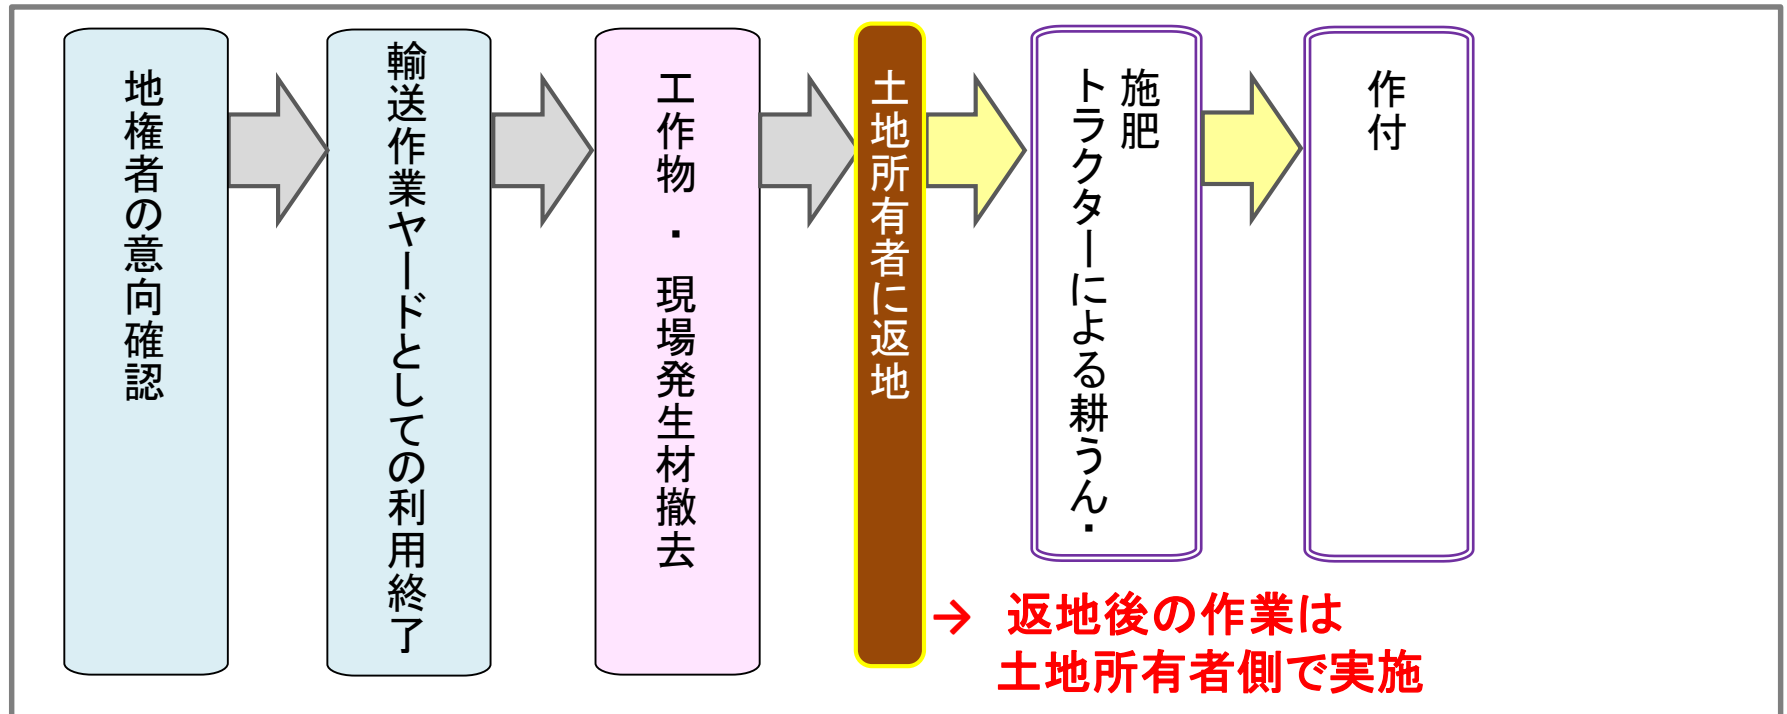 地権者の意向確認
輸送作業ヤードとしての利用終了
工作物・現場発生材撤去
土地所有者に返地
施肥
トラクターによる耕うん・
作付
→ 返地後の作業は
土地所有者側で実施